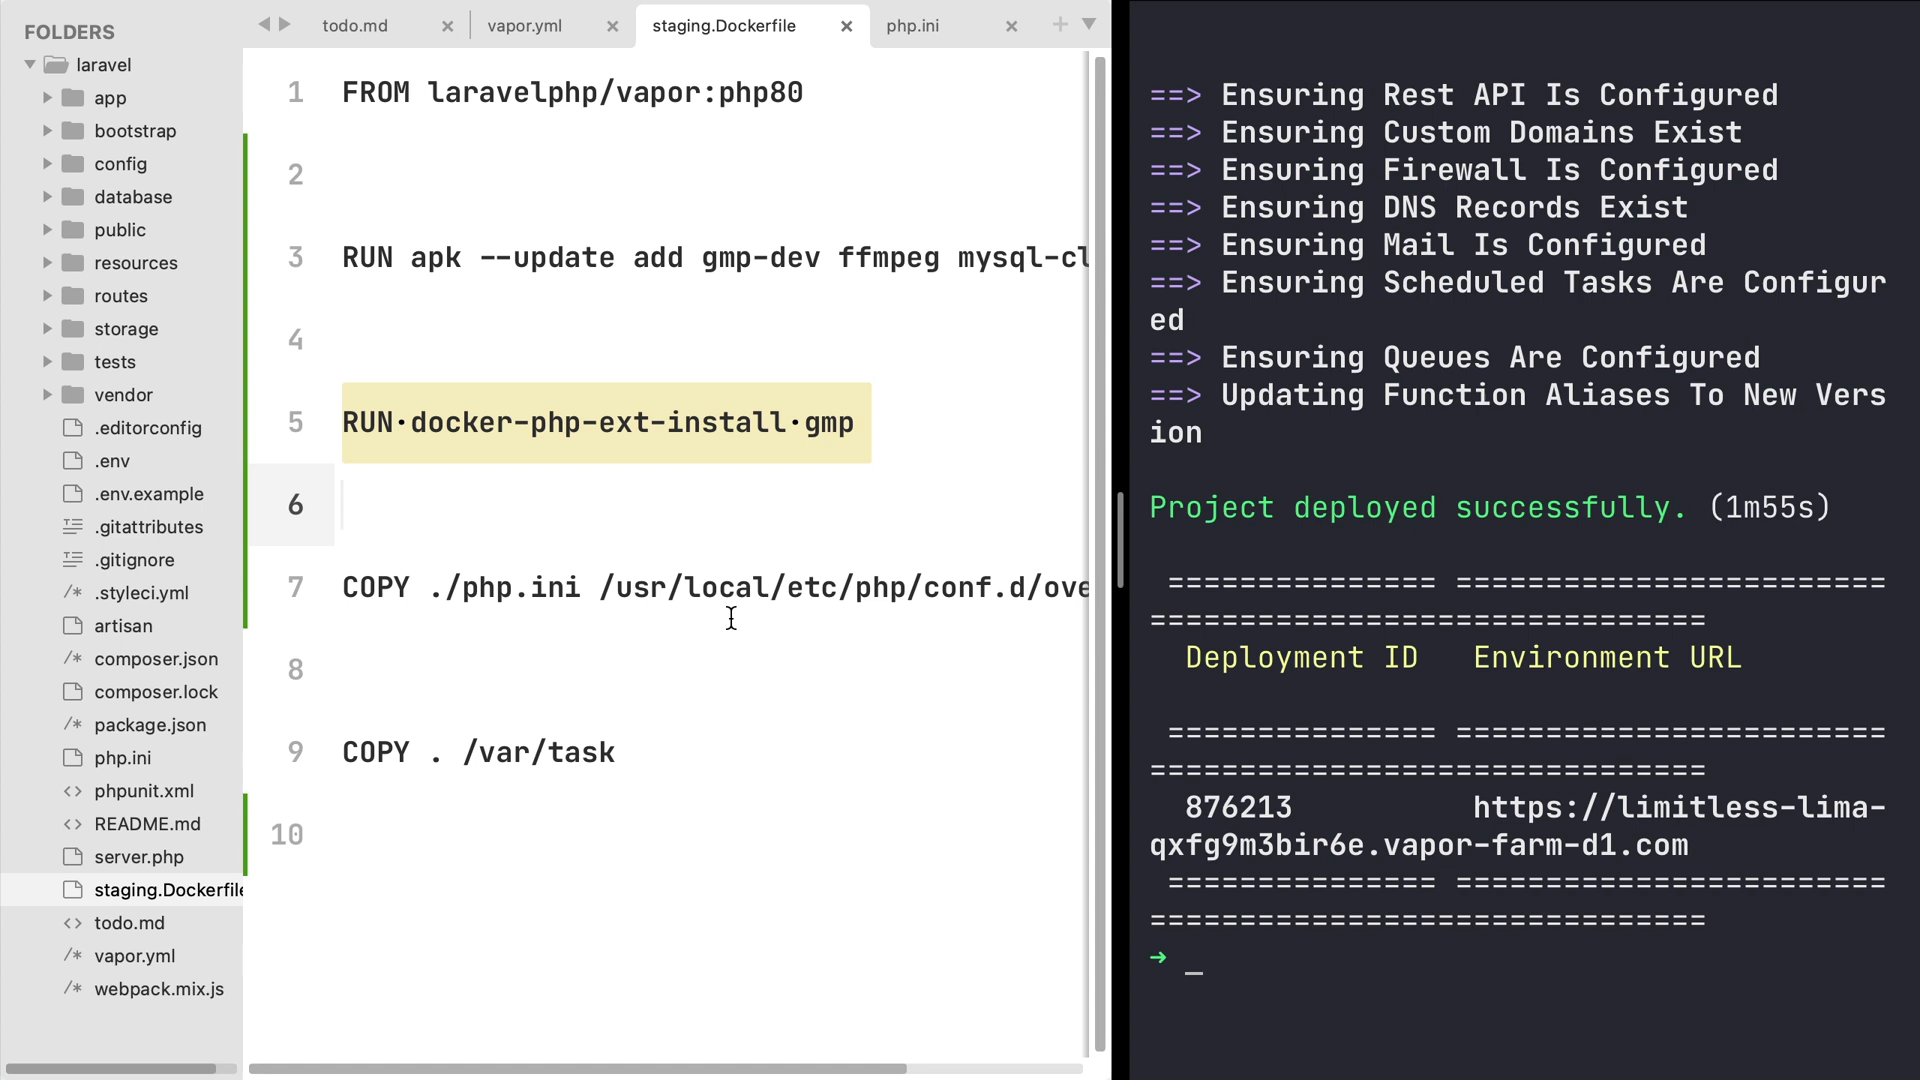 FOLDERS
laravel
app
bootstrap
config
database
public
resources
routes
storage
tests
vendor
.editorconfig
.env
.env.example
.gitattributes
.gitignore
.styleci.yml
artisan
composer.json
composer.lock
package.json
php.ini
phpunit.xml
README.md
server.php
staging.Dockerfile
todo.md
vapor.yml
webpack.mix.js
todo.md vapor.yml staging.Dockerfile php.ini
1 FROM laravelphp/vapor:php80
2
3 RUN apk --update add gmp-dev ffmpeg mysql-cl
4
5 RUN·docker-php-ext-install·gmp
6
7 COPY ./php.ini /usr/local/etc/php/conf.d/ove
8
9 COPY . /var/task
10
==> Ensuring Rest API Is Configured
==> Ensuring Custom Domains Exist
==> Ensuring Firewall Is Configured
==> Ensuring DNS Records Exist
==> Ensuring Mail Is Configured
==> Ensuring Scheduled Tasks Are Configur
ed
==> Ensuring Queues Are Configured
==> Updating Function Aliases To New Vers
ion
Project deployed successfully. (1m55s)
=============== ========================
===============================
Deployment ID Environment URL
=============== ========================
===============================
876213 https://limitless-lima-
qxfg9m3bir6e.vapor-farm-d1.com
=============== ========================
===============================
➜ _